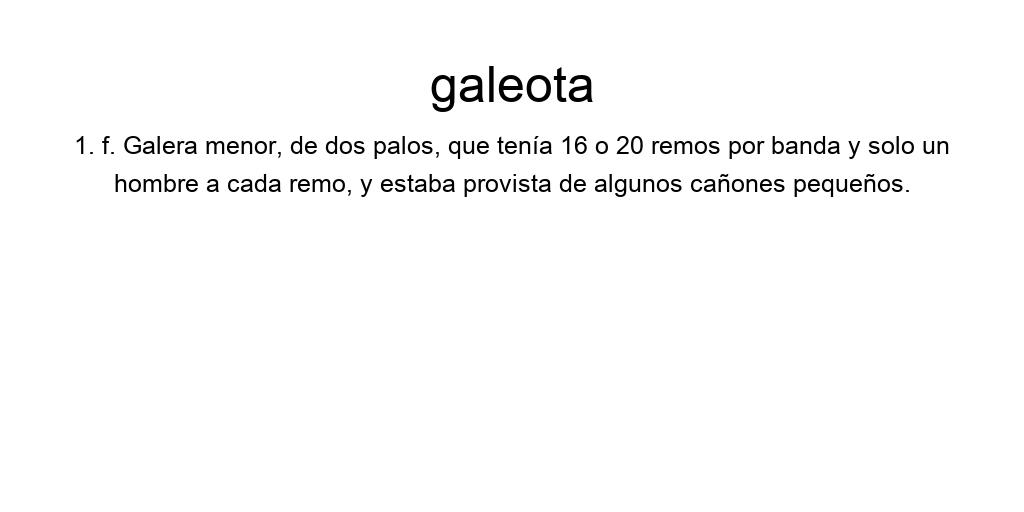 galeota
1. f. Galera menor, de dos palos, que tenía 16 o 20 remos por banda y solo un
hombre a cada remo, y estaba provista de algunos cañones pequeños.